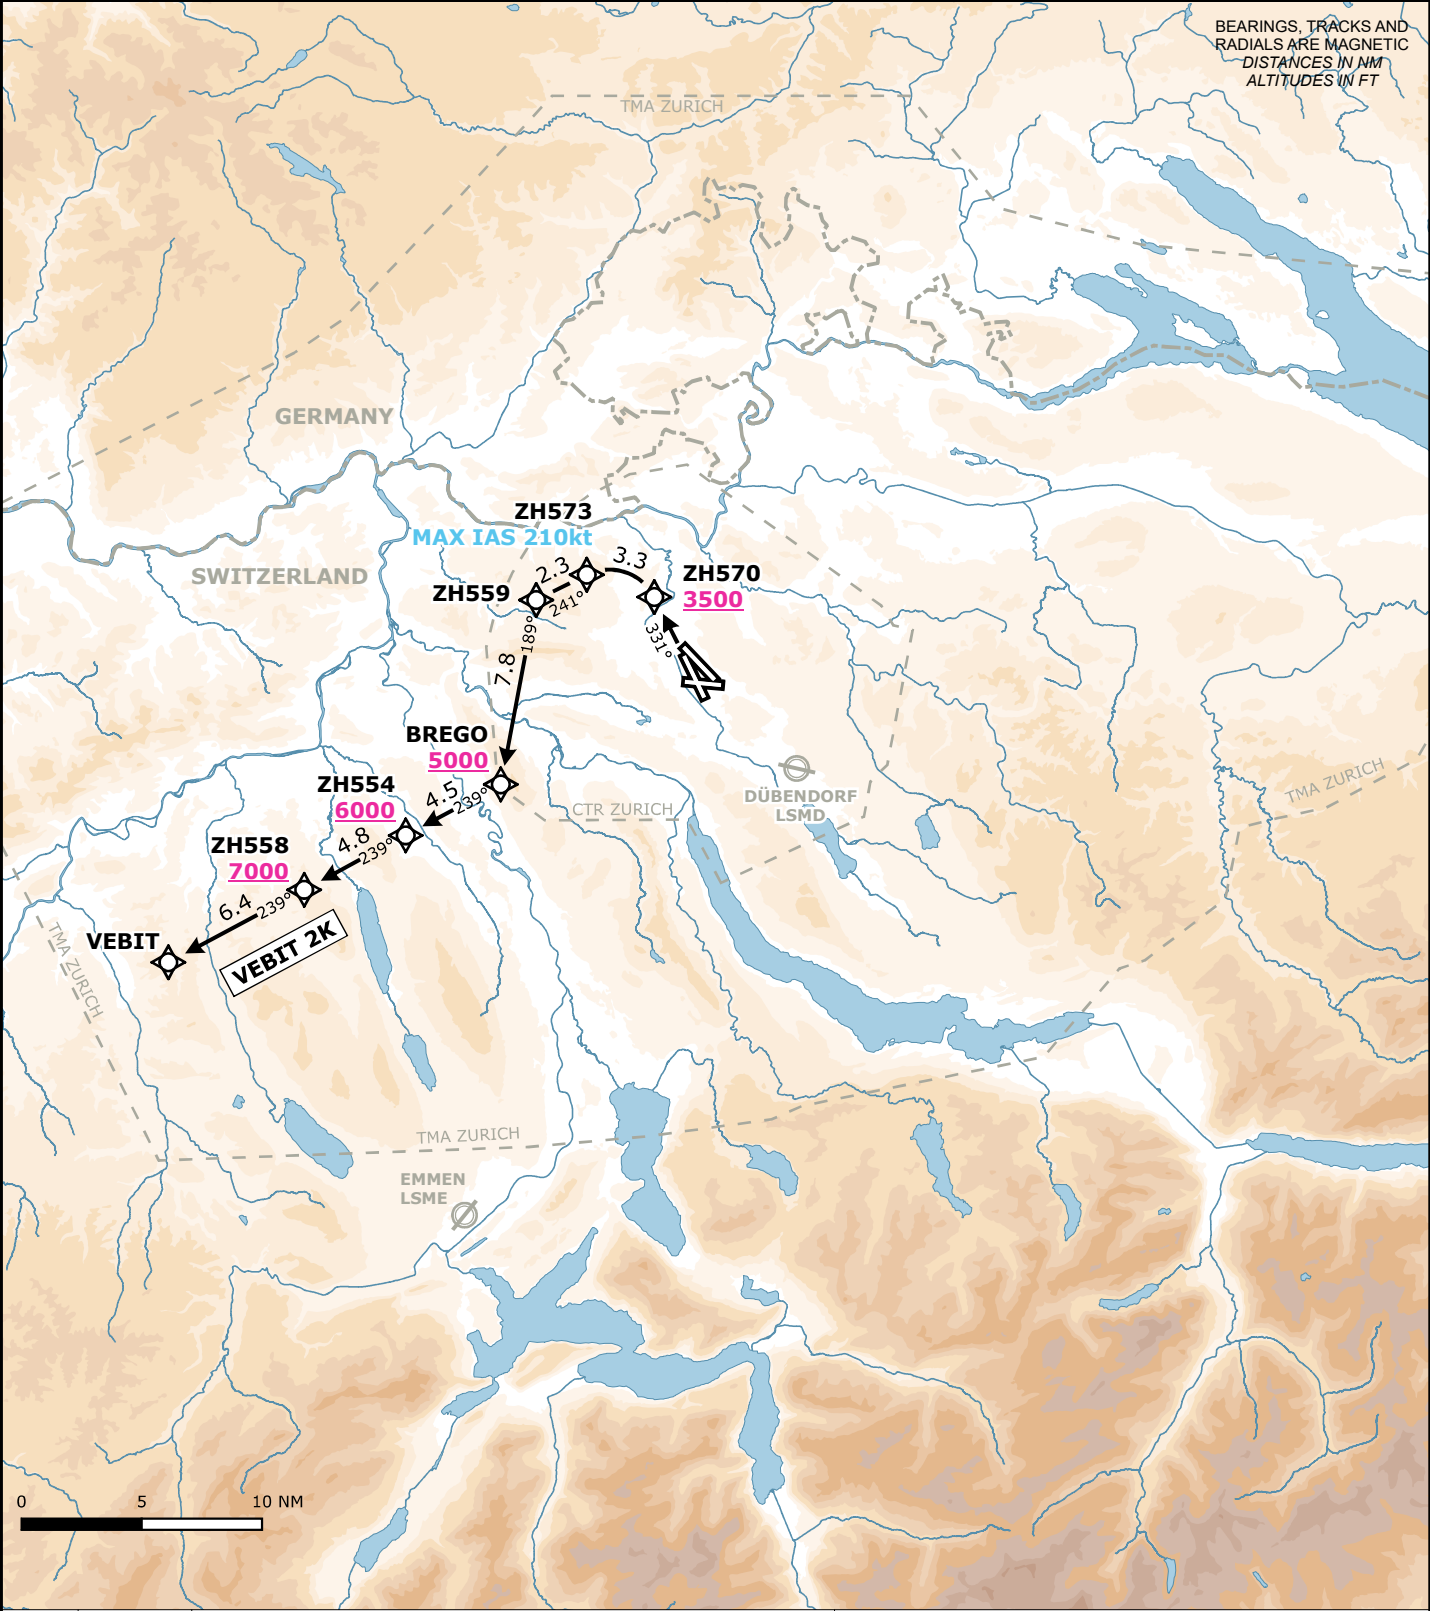 BEARINGS, TRACKS AND
RADIALS ARE MAGNETIC
DISTANCES IN NM
ALTITUDES IN FT
TMA ZURICH
GERMANY
SWITZERLAND
ZH573
MAX IAS 210kt
ZH559
2.3
241°
3.3
ZH570
3500
331°
189°
7.8
BREGO
5000
4.5
239°
ZH554
6000
4.8
239°
ZH558
7000
6.4
239°
VEBIT
VEBIT 2K
CTR ZURICH
DÜBENDORF
LSMD
TMA ZURICH
TMA ZURICH
TMA ZURICH
EMMEN
LSME
0 5 10 NM